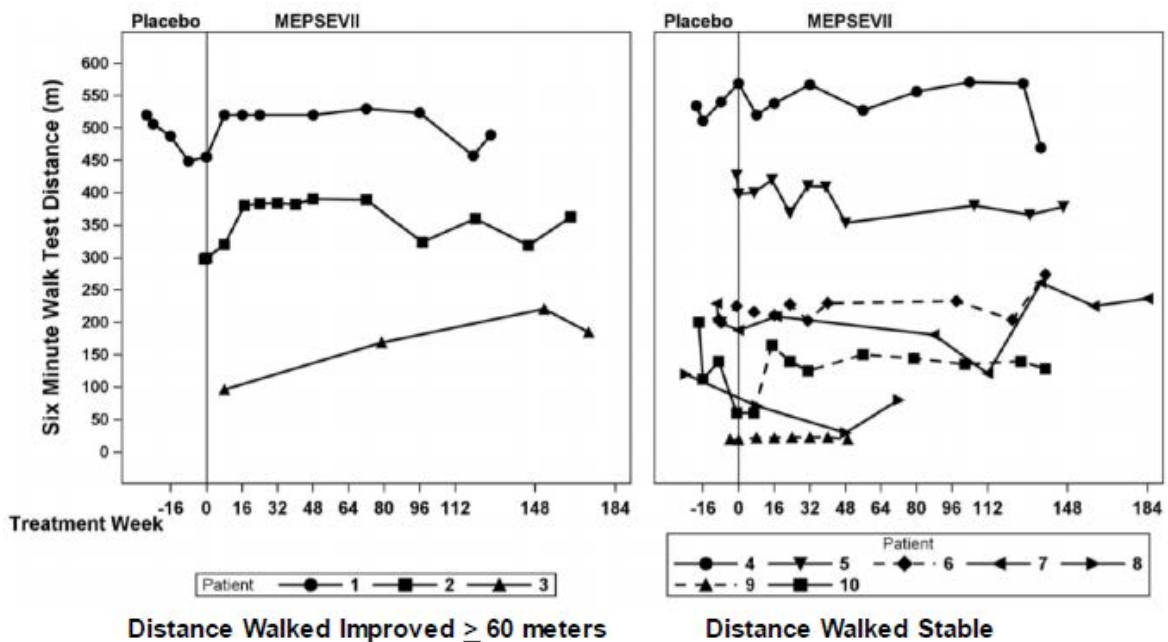 Placebo MEPSEVII
Placebo MEPSEVII
Six Minute Walk Test Distance (m)
600
550
500
450
400
350
300
250
200
150
100
50
0
-16 0 16 32 48 64 80 96 112 148 184
-16 0 16 32 48 64 80 96 112 148 184
Treatment Week
Patient 1 2 3
Patient
4 5 6 7 8
9 10
Distance Walked Improved ≥ 60 meters
Distance Walked Stable